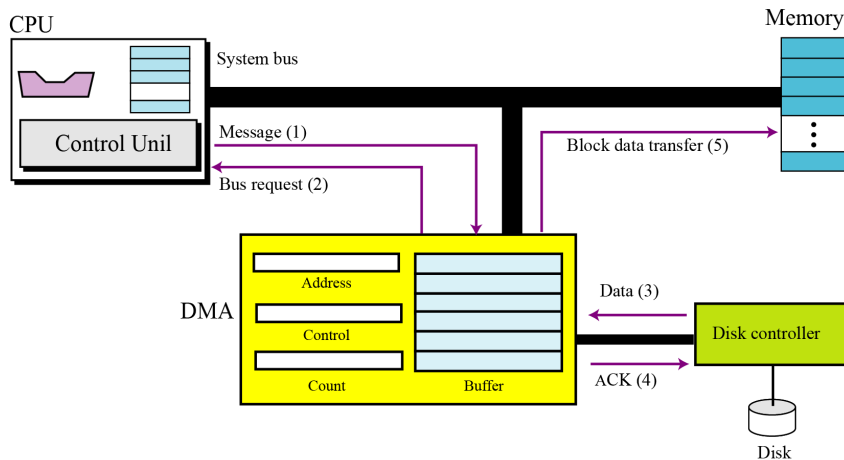 CPU
Memory
System bus
Control Unil
Message (1)
Block data transfer (5)
Bus request (2)
Address
Data (3)
DMA
Control
Disk controller
Count
Buffer
ACK (4)
Disk